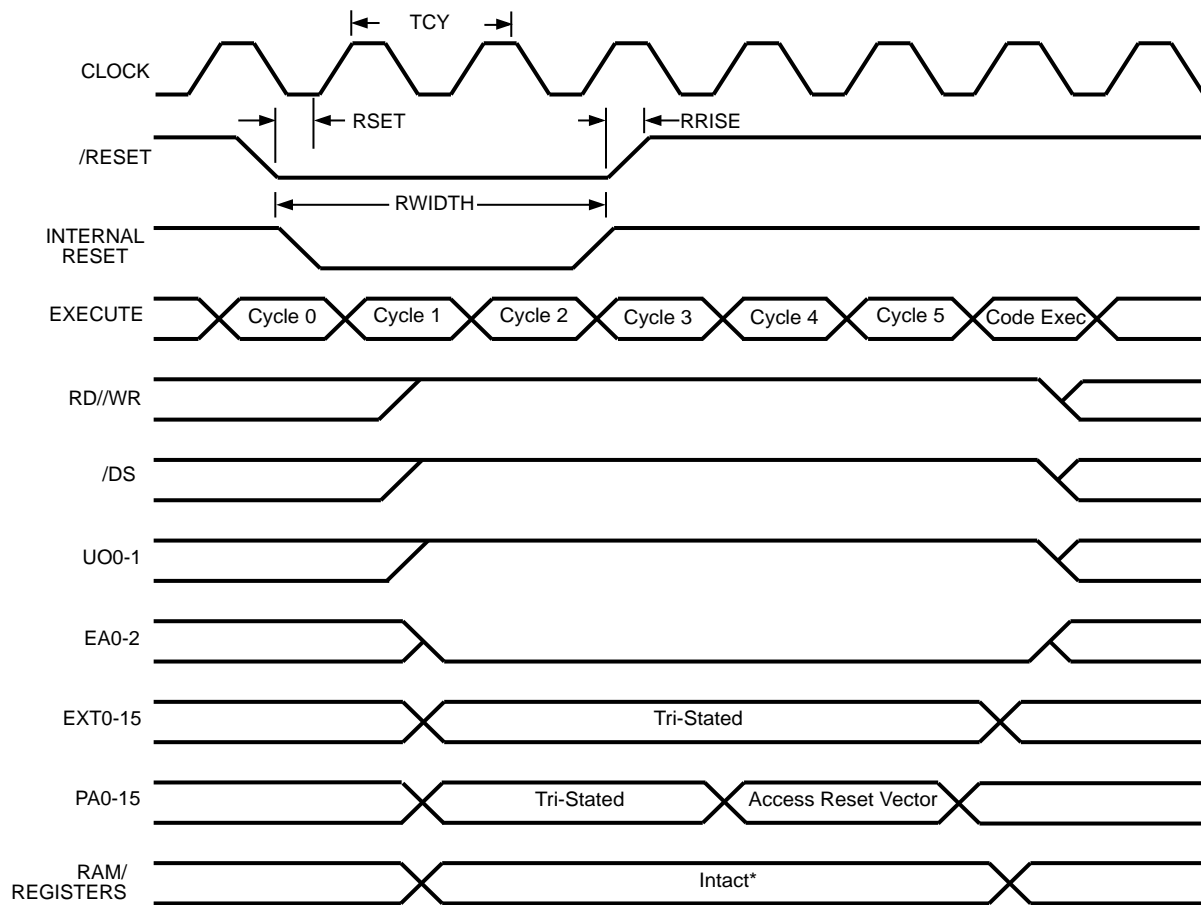 TCY
CLOCK
RSET
RRISE
/RESET
RWIDTH
INTERNAL
RESET
EXECUTE
Cycle 0
Cycle 1
Cycle 2
Cycle 3
Cycle 4
Cycle 5
Code Exec
RD//WR
/DS
UO0-1
EA0-2
EXT0-15
Tri-Stated
PA0-15
Tri-Stated
Access Reset Vector
RAM/
REGISTERS
Intact*